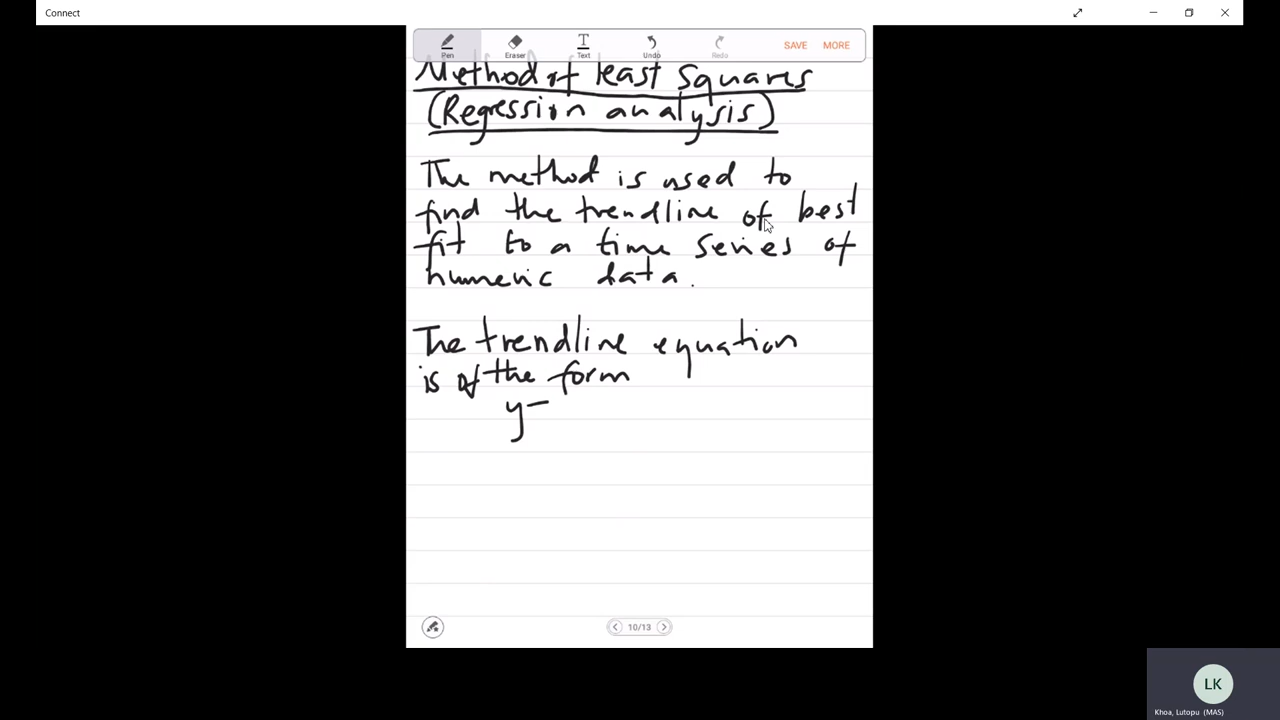 Connect
Pen
Eraser
Text
Undo
Redo
SAVE
MORE
Method of least Squares
(Regression analysis)
The method is used to
find the trendline of best
fit to a time series of
numeric data.
The trendline equation
is of the form
y-
10/13
LK
Khoa, Lutopu (MAS)